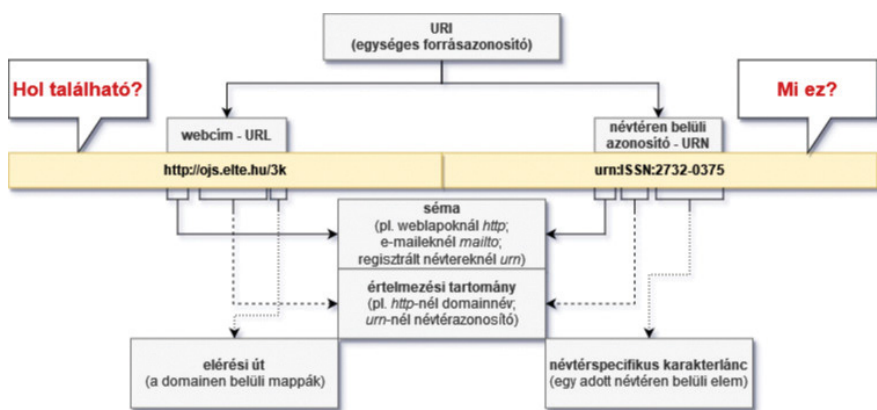 URI
(egységes forrásazonosító)
Hol található?
Mi ez?
webcím - URL
névtéren belüli
azonosító - URN
http://ojs.elte.hu/3k
urn:ISSN:2732-0375
séma
(pl. weblapoknál http;
e-maileknél mailto;
regisztrált névtereknél urn)
értelmezési tartomány
(pl. http-nél domainnév;
urn-nél névtérazonosító)
elérési út
(a domainen belüli mappák)
névtérspecifikus karakterlánc
(egy adott névtéren belüli elem)